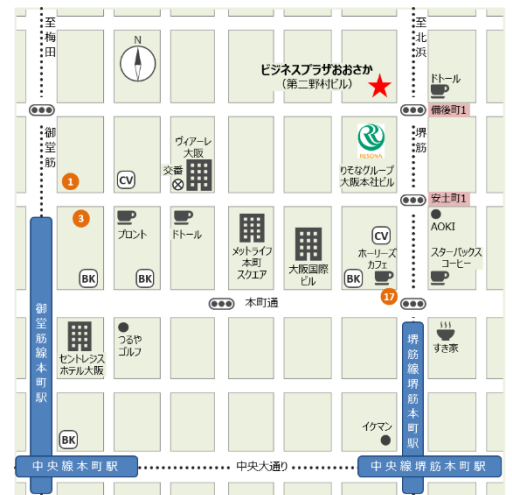 至
梅
田
N
至
北
浜
ビジネスプラザおおさか
(第二野村ビル)
ドトール
備後町1
御
堂
筋
堺
筋
ヴィアーレ
大阪
交番
RESONA
りそなグループ
大阪本社ビル
1
CV
安土町1
3
プロント
ドトール
メットライフ
本町
スクエア
大阪国際
ビル
CV
ホーリーズ
カフェ
AOKI
スターバックス
コーヒー
BK
BK
BK
17
本町通
御
堂
筋
線
本
町
駅
セントレジス
ホテル大阪
つるや
ゴルフ
堺
筋
線
堺
筋
本
町
駅
すき家
イケマン
BK
中央線本町駅
中央大通り
中央線堺筋本町駅